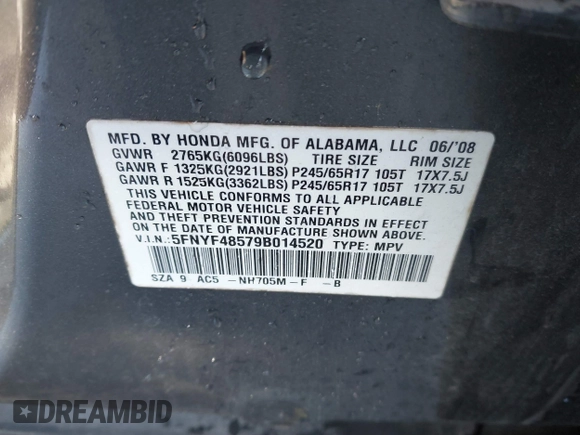 MFD. BY HONDA MFG. OF ALABAMA, LLC 06/'08
GVWR 2765KG(6096LBS) TIRE SIZE RIM SIZE
GAWR F 1325KG(2921LBS) P245/65R17 105T 17X7.5J
GAWR R 1525KG(3362LBS) P245/65R17 105T 17X7.5J
THIS VEHICLE CONFORMS TO ALL APPLICABLE
FEDERAL MOTOR VEHICLE SAFETY
AND THEFT PREVENTION STANDARDS IN EFFECT
ON THE DATE OF MANUFACTURE SHOWN ABOVE.
V.I.N.:5FNYF48579B014520 TYPE: MPV
SZA 9 AC5 -NH705M-F -B
DREAMBID